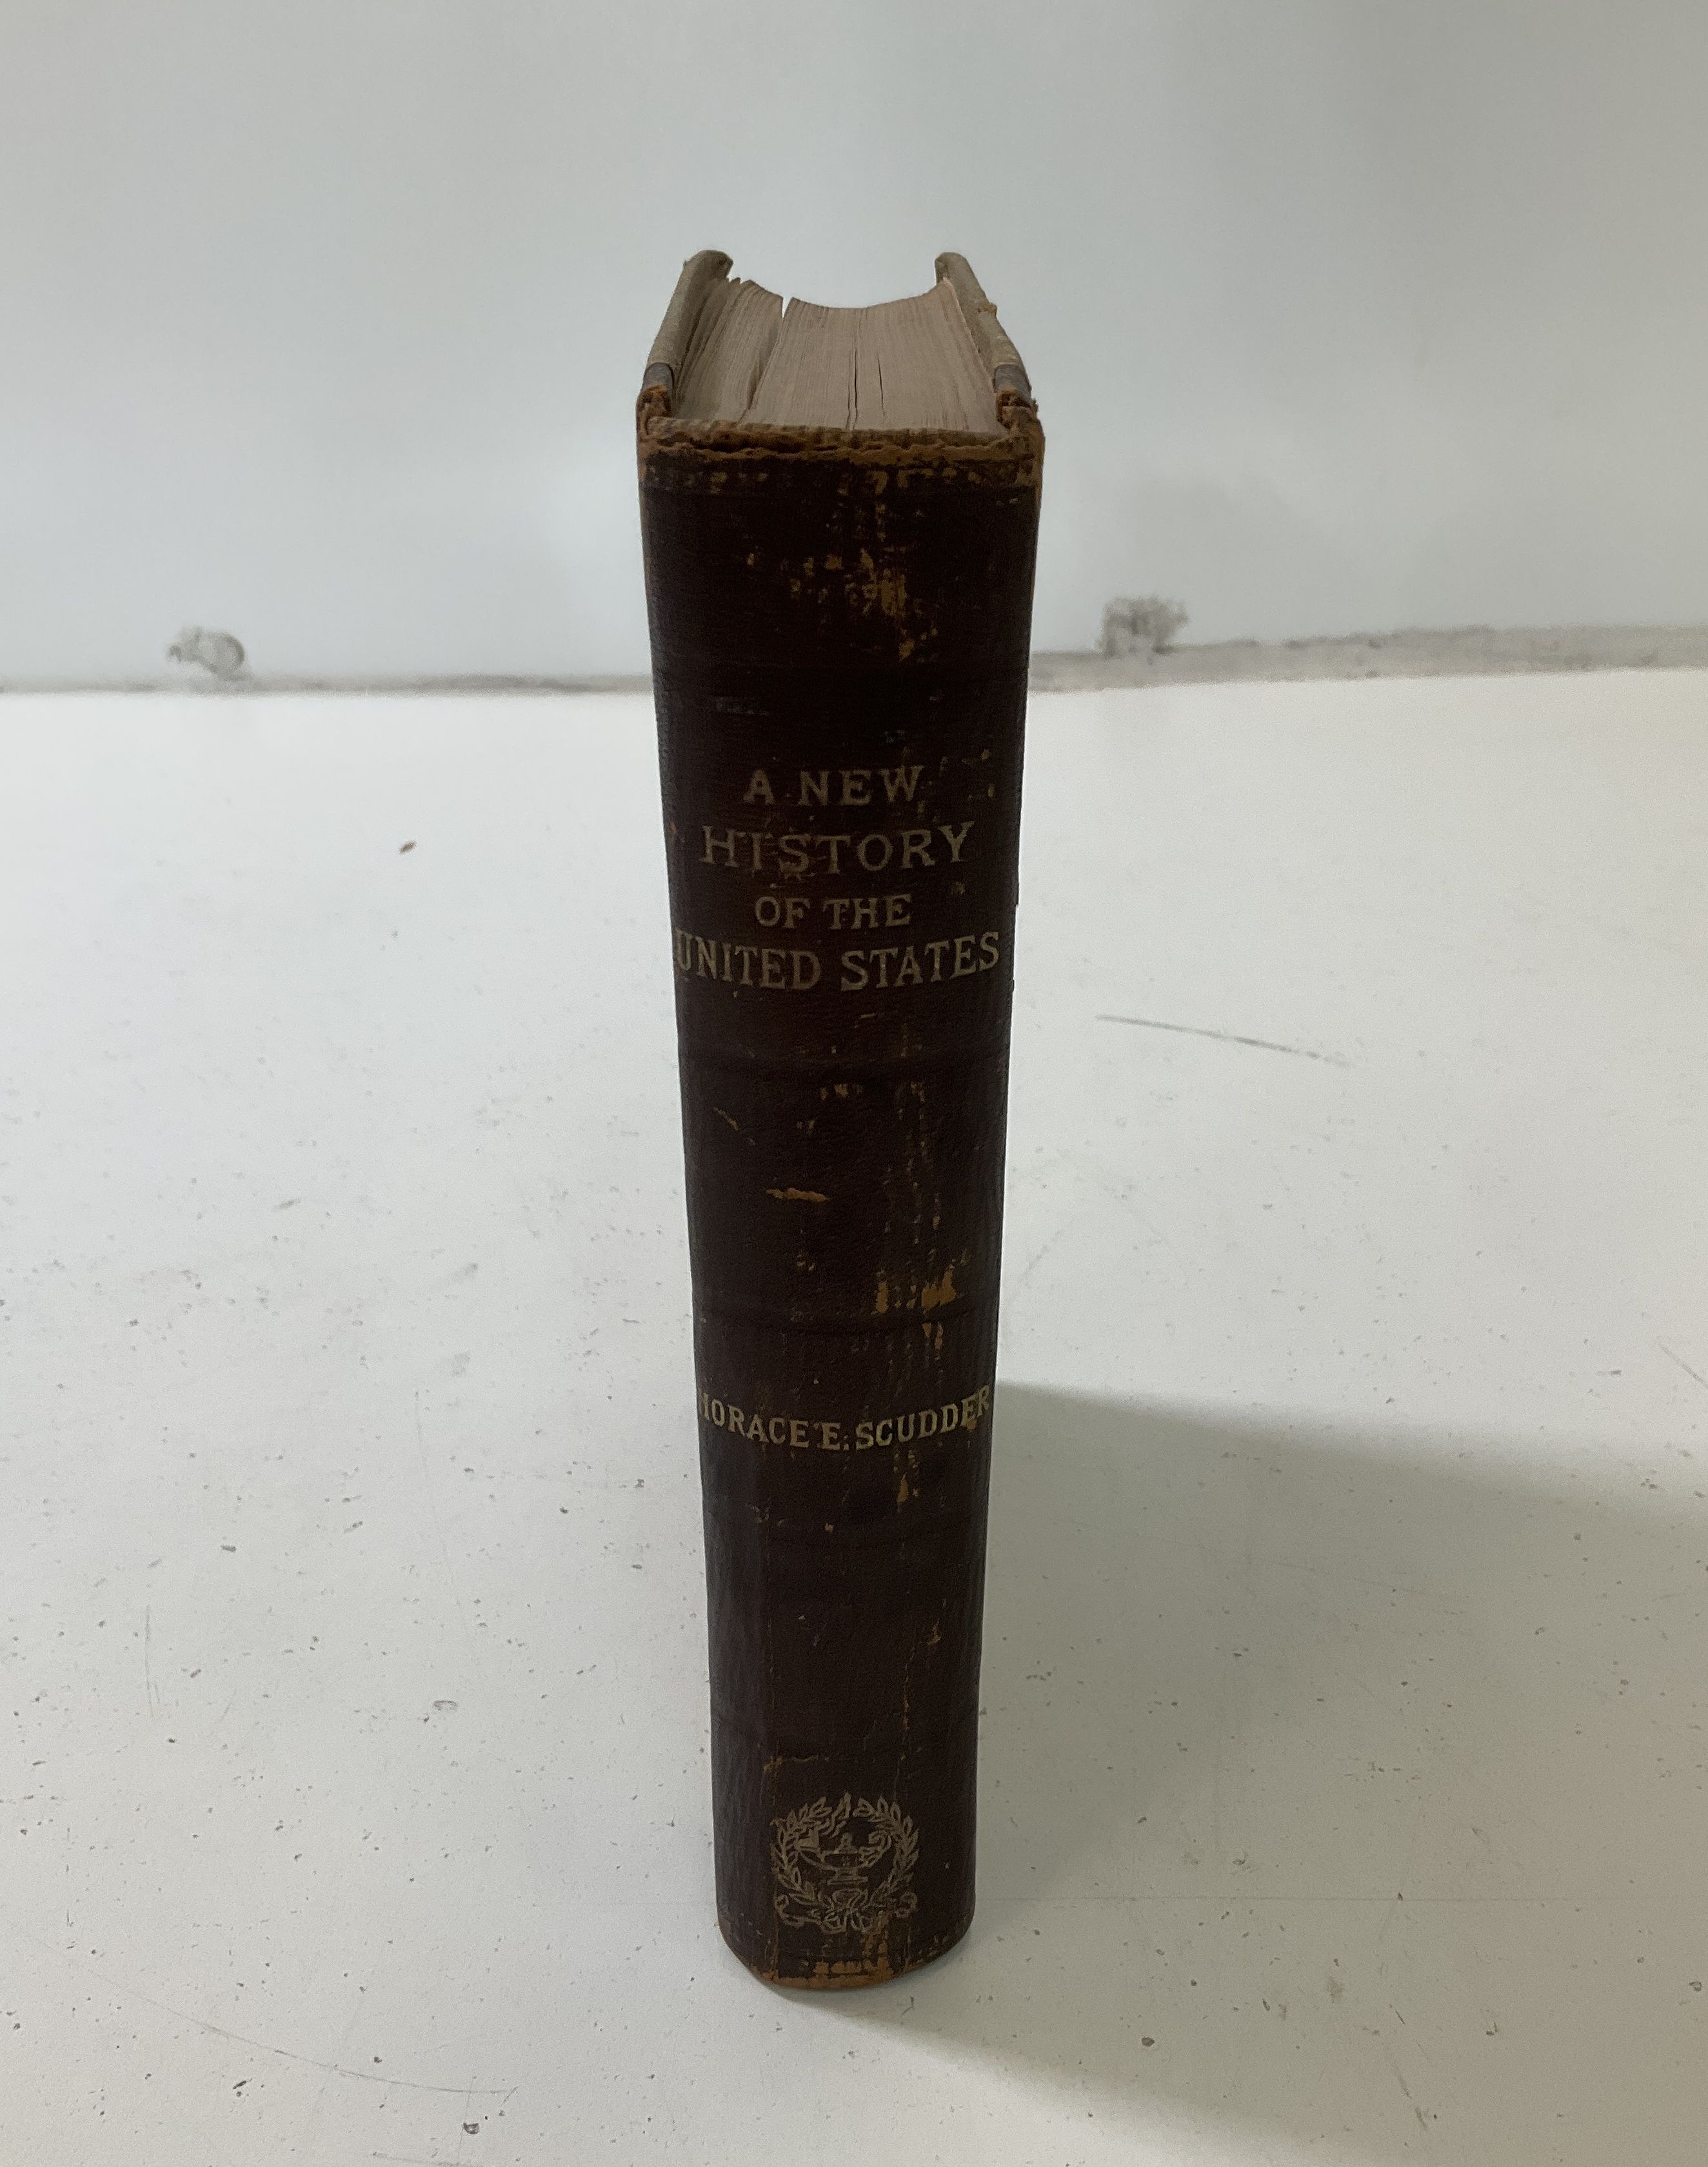 A NEW
HISTORY
OF THE
UNITED STATES
HORACE E. SCUDDER